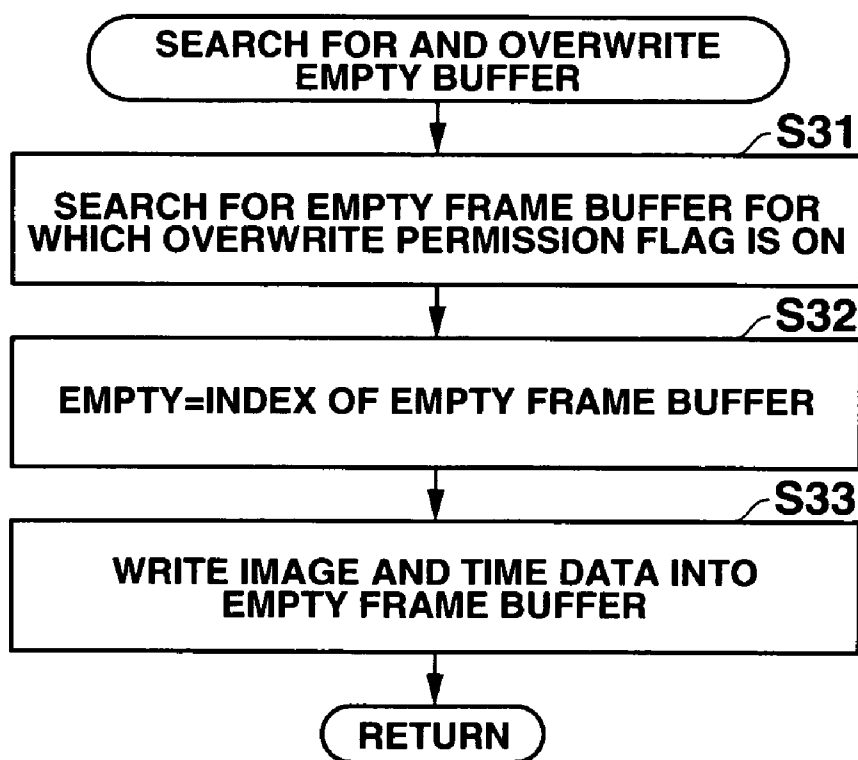 SEARCH FOR AND OVERWRITE
EMPTY BUFFER
S31
SEARCH FOR EMPTY FRAME BUFFER FOR
WHICH OVERWRITE PERMISSION FLAG IS ON
S32
EMPTY=INDEX OF EMPTY FRAME BUFFER
S33
WRITE IMAGE AND TIME DATA INTO
EMPTY FRAME BUFFER
RETURN